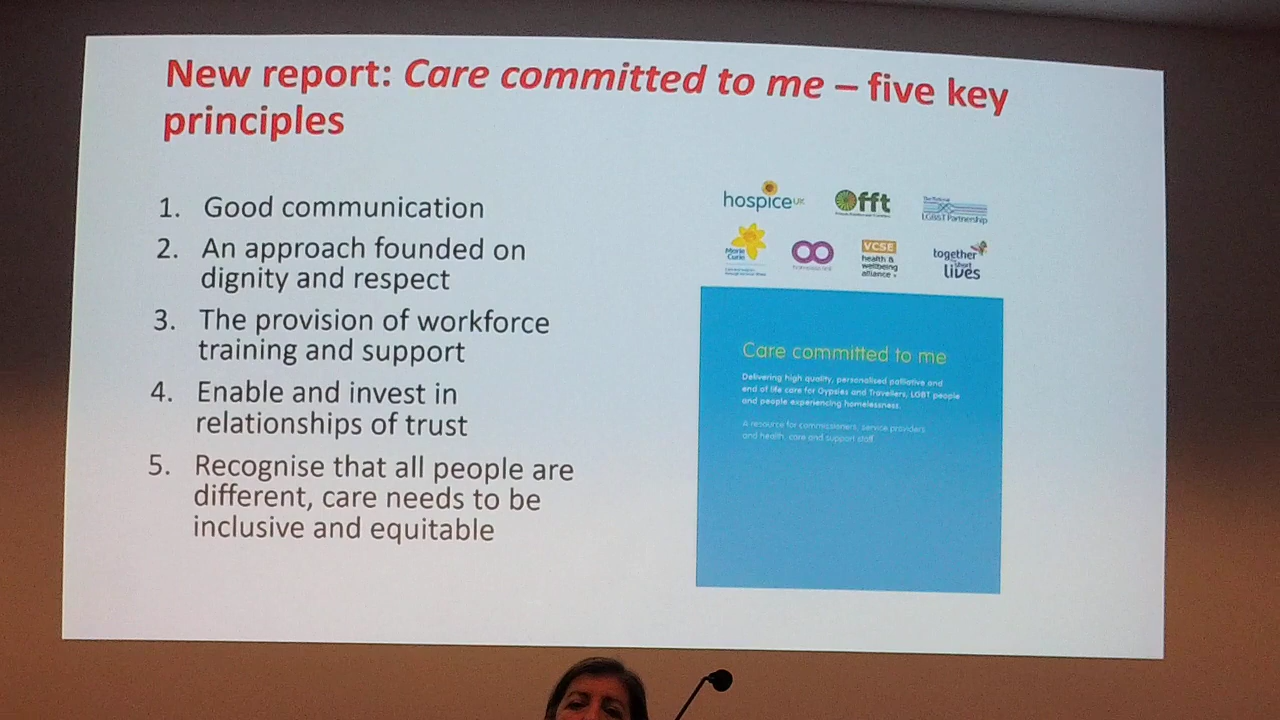 New report: Care committed to me – five key
principles
1. Good communication
2. An approach founded on
dignity and respect
3. The provision of workforce
training and support
4. Enable and invest in
relationships of trust
5. Recognise that all people are
different, care needs to be
inclusive and equitable
hospice UK
fft
The National
LGB&T Partnership
Marie
Curie
VCSE
health &
wellbeing
alliance
together
for short
lives
Care committed to me
Delivering high quality, personalised palliative and
end of life care for Gypsies and Travellers, LGBT people
and people experiencing homelessness.
A resource for commissioners, service providers
and health, care and support staff